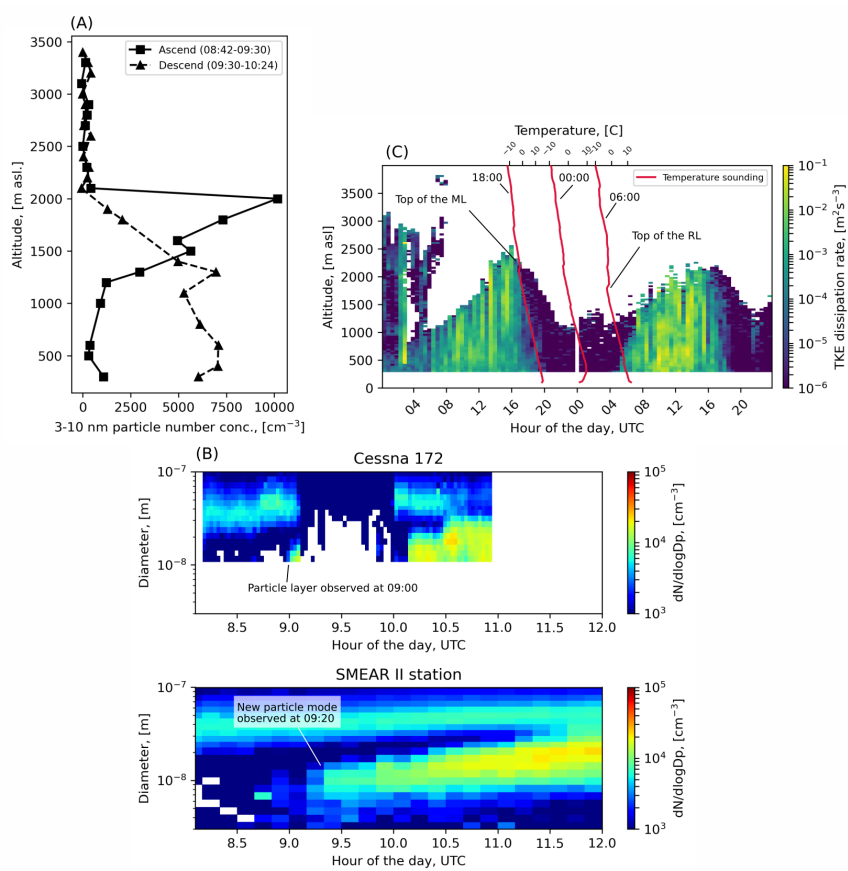 (A)
3500
3000
2500
2000
1500
1000
500
Altitude, [m asl.]
Ascend (08:42-09:30)
Descend (09:30-10:24)
0 2500 5000 7500 10000
3-10 nm particle number conc., [cm⁻³]
Temperature, [C]
−10 0 10 −10 0 10 −10 0 10
(C)
18:00
00:00
06:00
Temperature sounding
Top of the ML
Top of the RL
3500
3000
2500
2000
1500
1000
500
0
Altitude, [m asl]
04 08 12 16 20 00 04 08 12 16 20
Hour of the day, UTC
10⁻¹
10⁻²
10⁻³
10⁻⁴
10⁻⁵
10⁻⁶
TKE dissipation rate, [m²s⁻³]
(B)
Cessna 172
10⁻⁷
10⁻⁸
Diameter, [m]
Particle layer observed at 09:00
8.5 9.0 9.5 10.0 10.5 11.0 11.5 12.0
Hour of the day, UTC
10⁵
10⁴
10³
dN/dlogDp, [cm⁻³]
SMEAR II station
10⁻⁷
10⁻⁸
Diameter, [m]
New particle mode
observed at 09:20
8.5 9.0 9.5 10.0 10.5 11.0 11.5 12.0
Hour of the day, UTC
10⁵
10⁴
10³
dN/dlogDp, [cm⁻³]